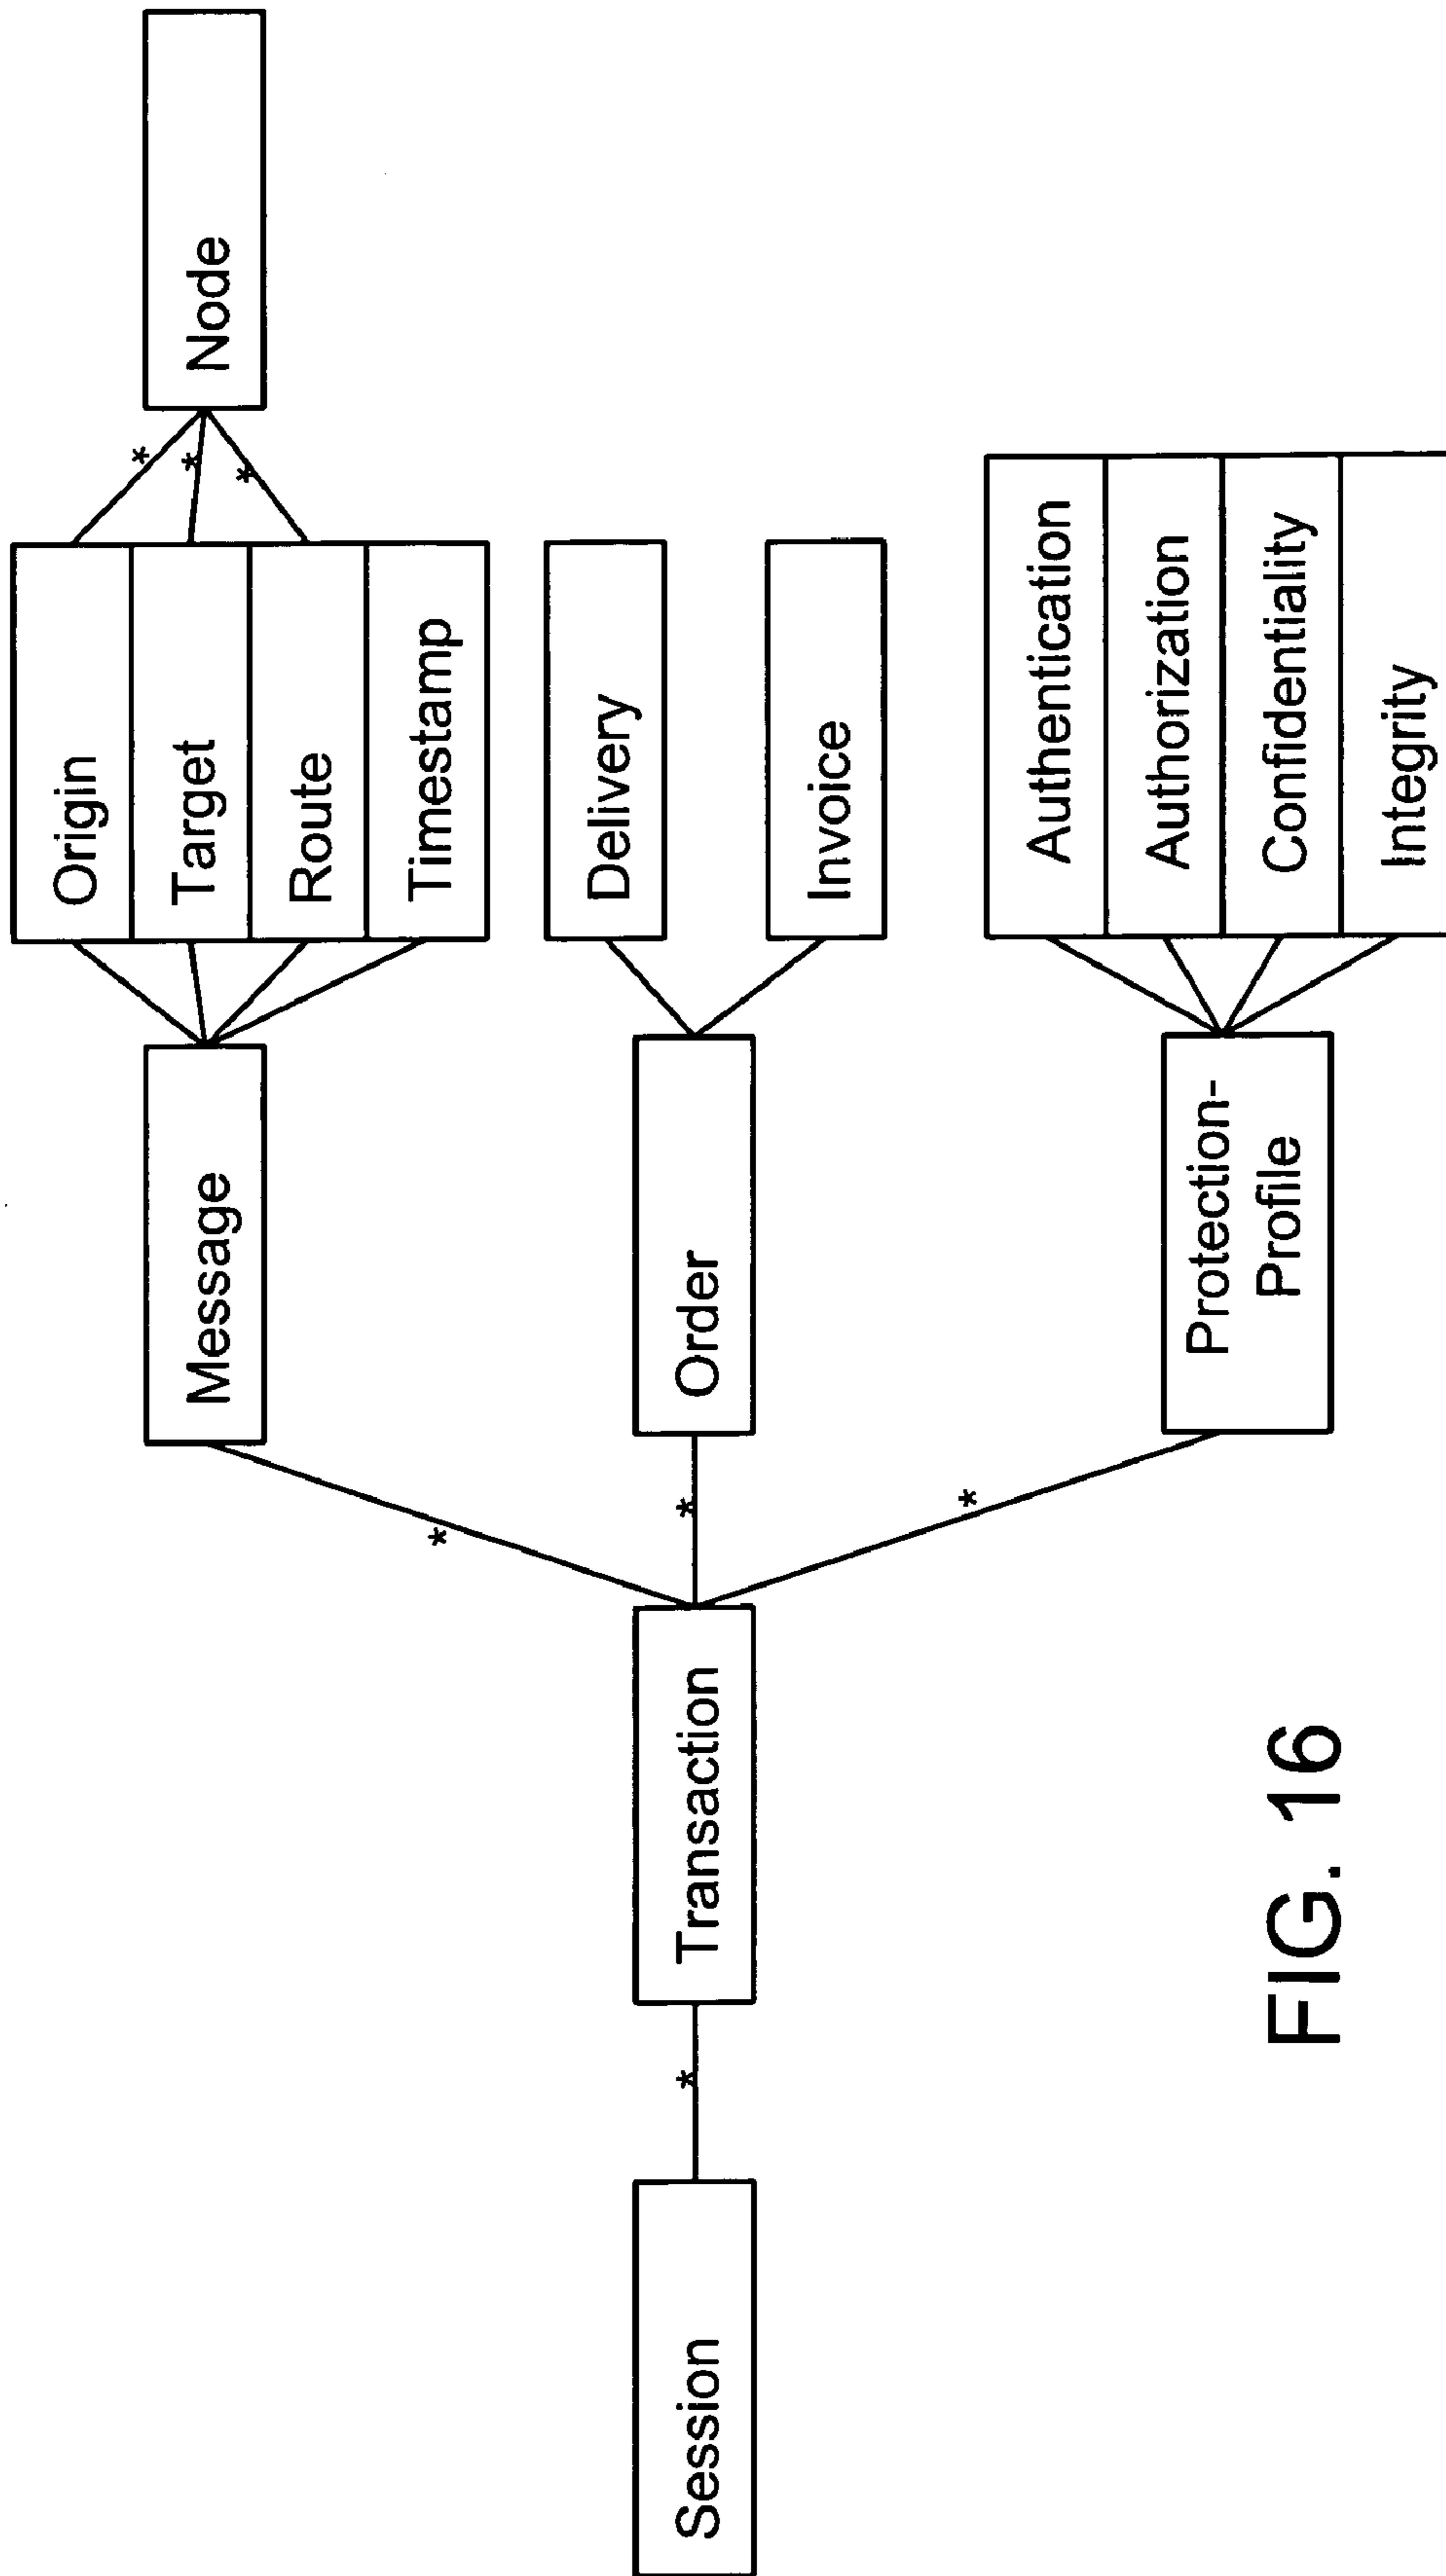 Session
*
Transaction
*
*
*
Message
Order
Protection-
Profile
Origin
Target
Route
Timestamp
Delivery
Invoice
Authentication
Authorization
Confidentiality
Integrity
*
*
*
Node
FIG. 16